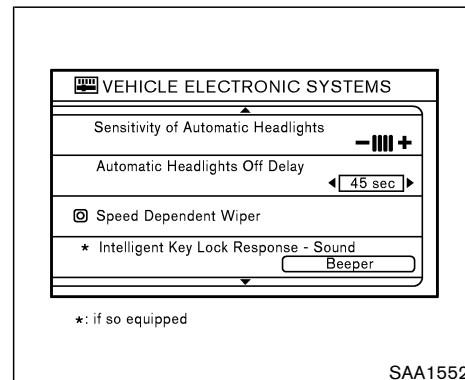 VEHICLE ELECTRONIC SYSTEMS
Sensitivity of Automatic Headlights
− +
Automatic Headlights Off Delay
45 sec
Speed Dependent Wiper
* Intelligent Key Lock Response - Sound
Beeper
*: if so equipped
SAA1552